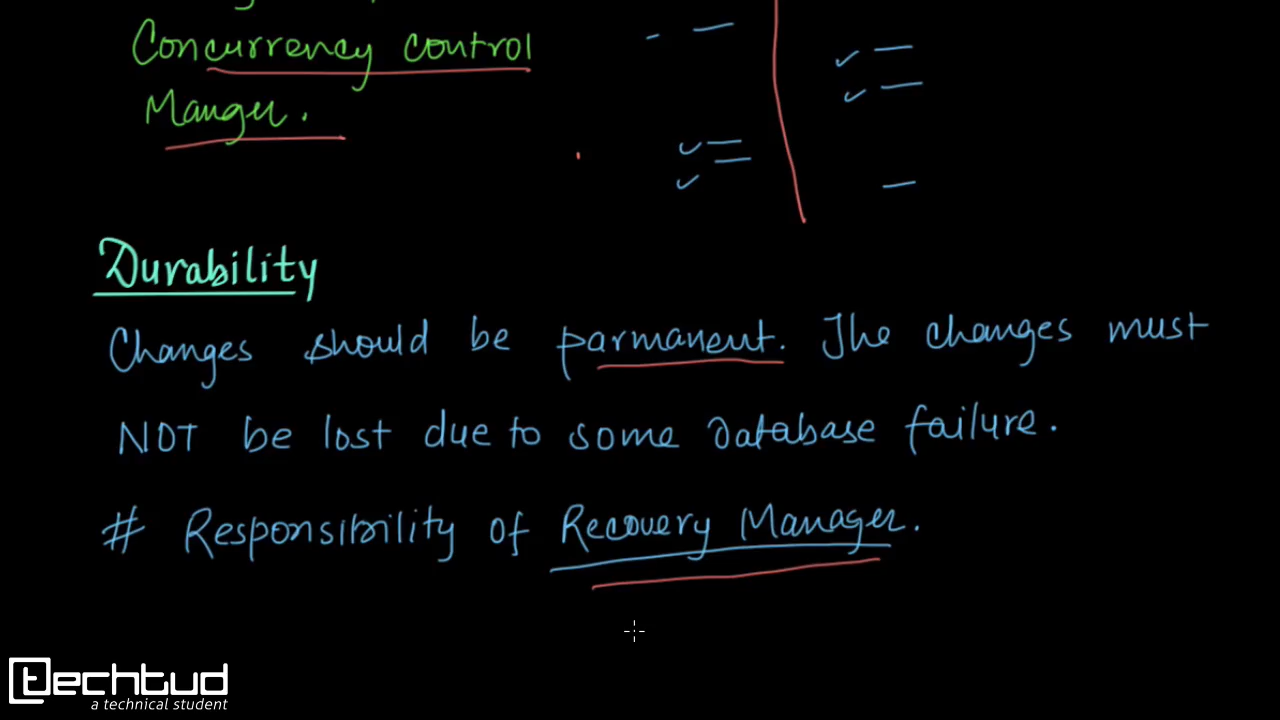 Concurrency control
Manger.
Durability
Changes should be parmanent. The changes must
NOT be lost due to some Database failure.
# Responsibility of Recovery Manager.
techtud
a technical student